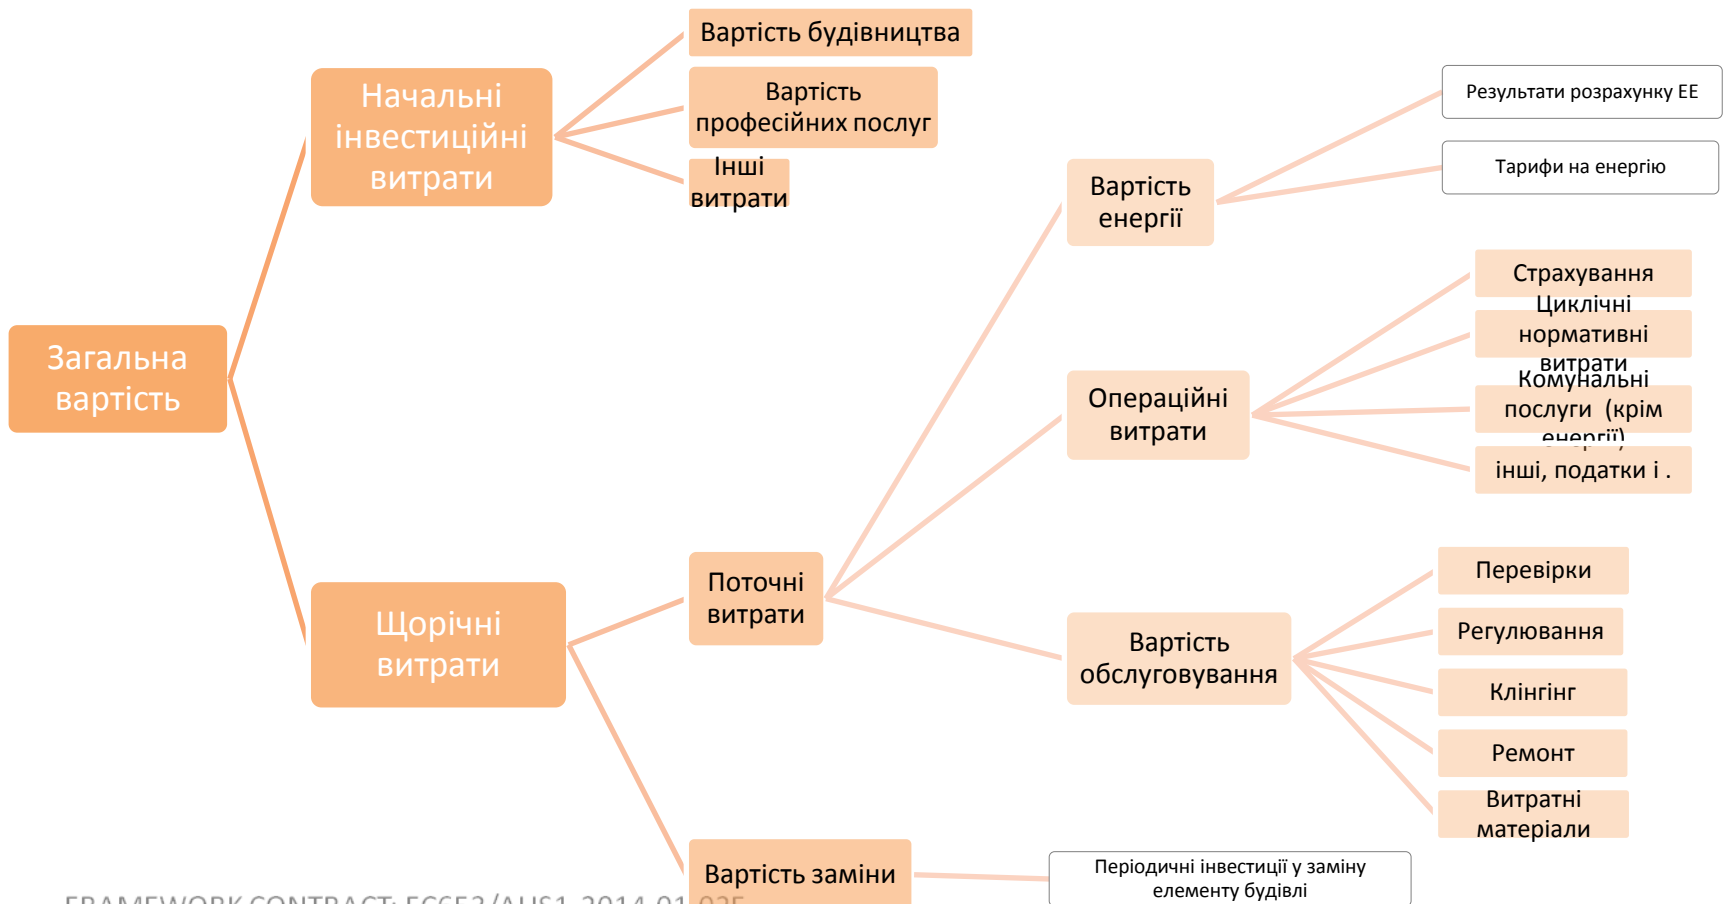 Загальна
вартість
Начальні
інвестиційні
витрати
Вартість будівництва
Вартість
професійних послуг
Інші
витрати
Щорічні
витрати
Поточні
витрати
Вартість
енергії
Результати розрахунку ЕЕ
Тарифи на енергію
Операційні
витрати
Страхування
Циклічні
нормативні
витрати
Комунальні
послуги (крім
енергії)
інші, податки і .
Вартість
обслуговування
Перевірки
Регулювання
Клінгінг
Ремонт
Витратні
матеріали
Вартість заміни
Періодичні інвестиції у заміну
елементу будівлі
FRAMEWORK CONTRACT: